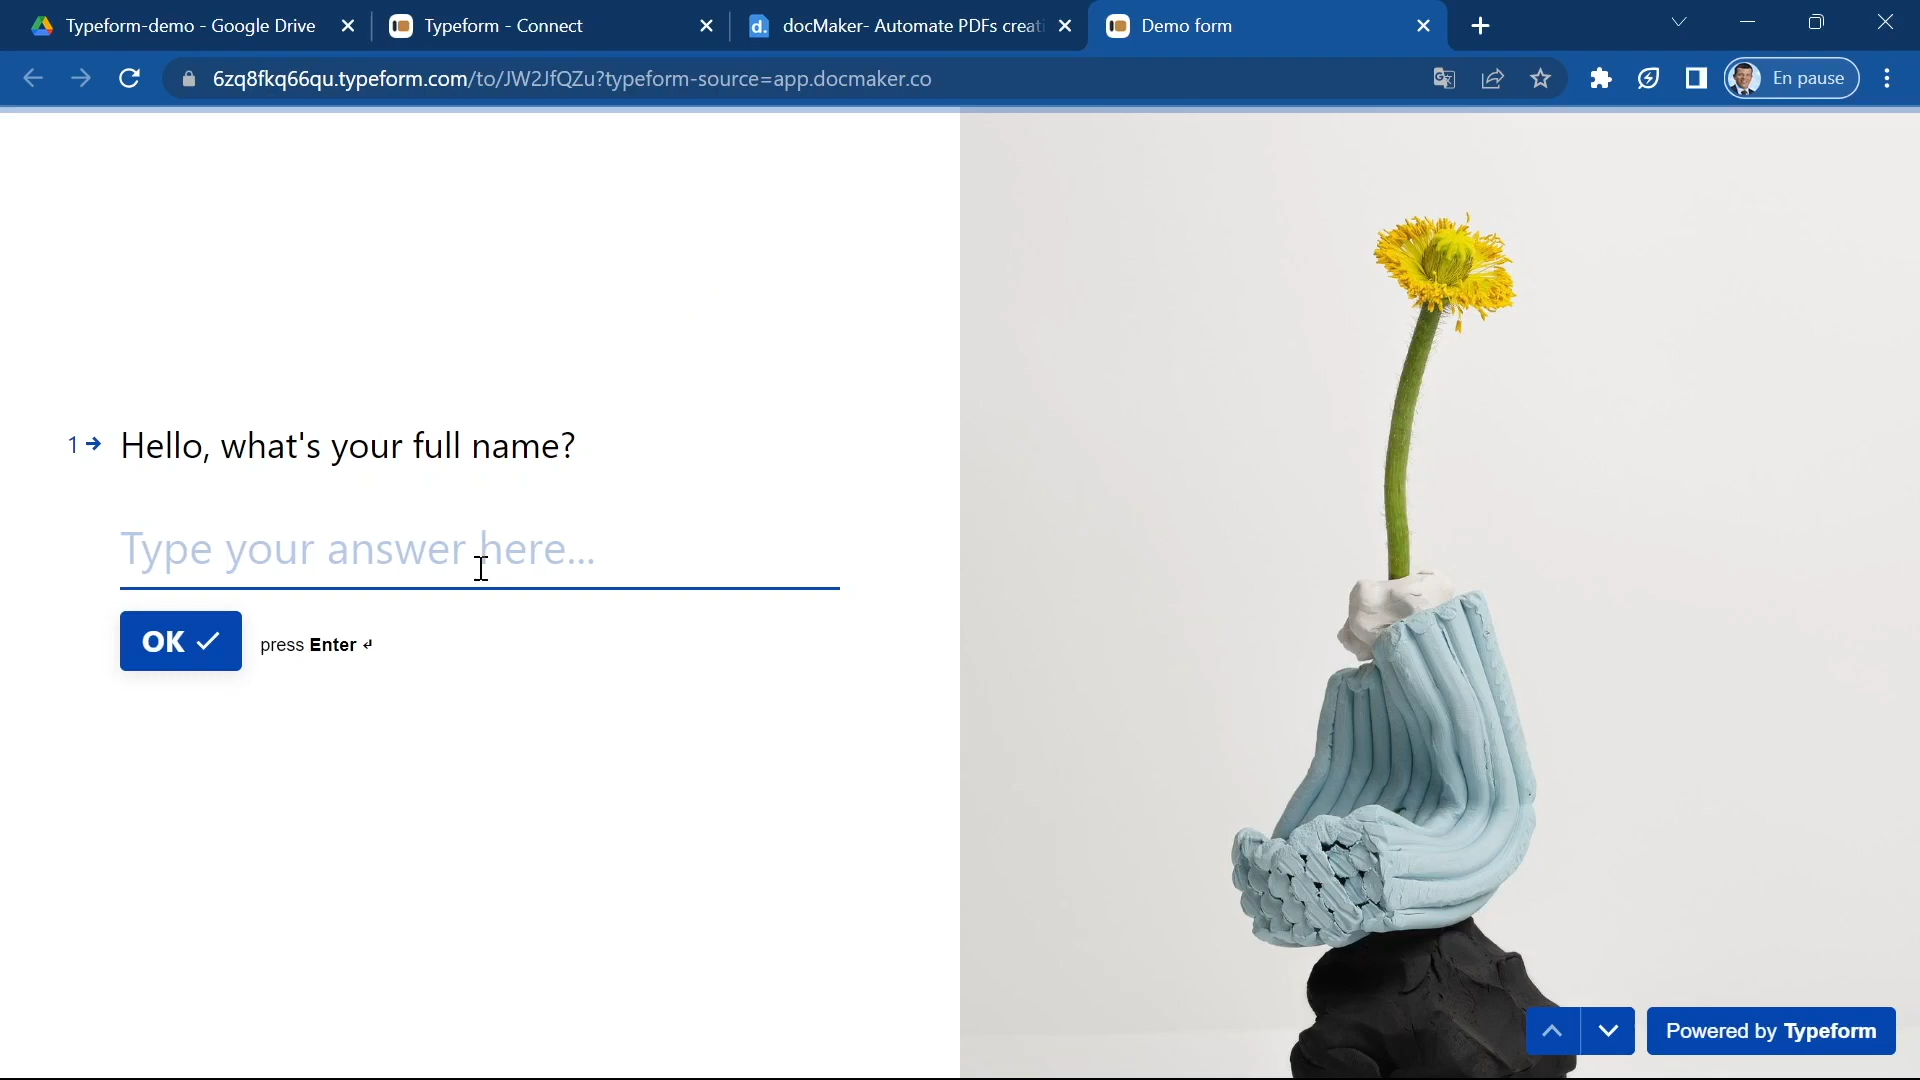 Typeform-demo - Google Drive
Typeform - Connect
d. docMaker- Automate PDFs creati
Demo form
6zq8fkq66qu.typeform.com/to/JW2JfQZu?typeform-source=app.docmaker.co
En pause
1 Hello, what's your full name?
Type your answer here...
OK
press Enter ↵
Powered by Typeform